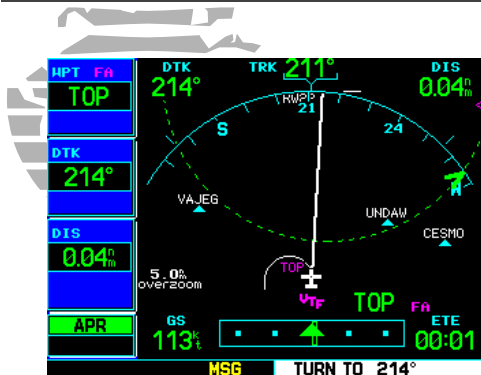 WPT FA
TOP
DTK
214°
DIS
0.04nm
APR
DTK
214°
TRK 211°
DIS
0.04nm
RWPP
21
S
24
W
VAJEG
UNDAW
CESMO
TOP
5.0nm
overzoom
VTF
TOP FA
GS
113kt
ETE
00:01
MSG
TURN TO 214°